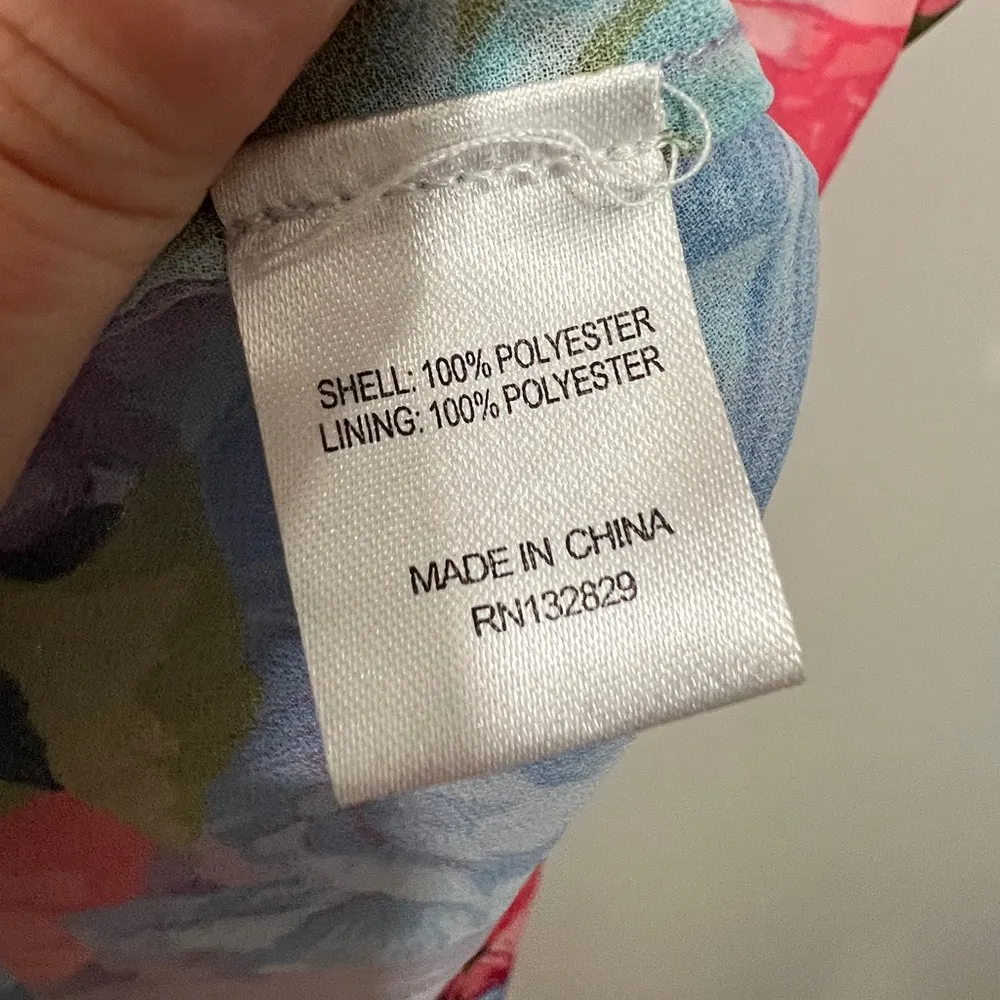 SHELL: 100% POLYESTER
LINING: 100% POLYESTER
MADE IN CHINA
RN132829